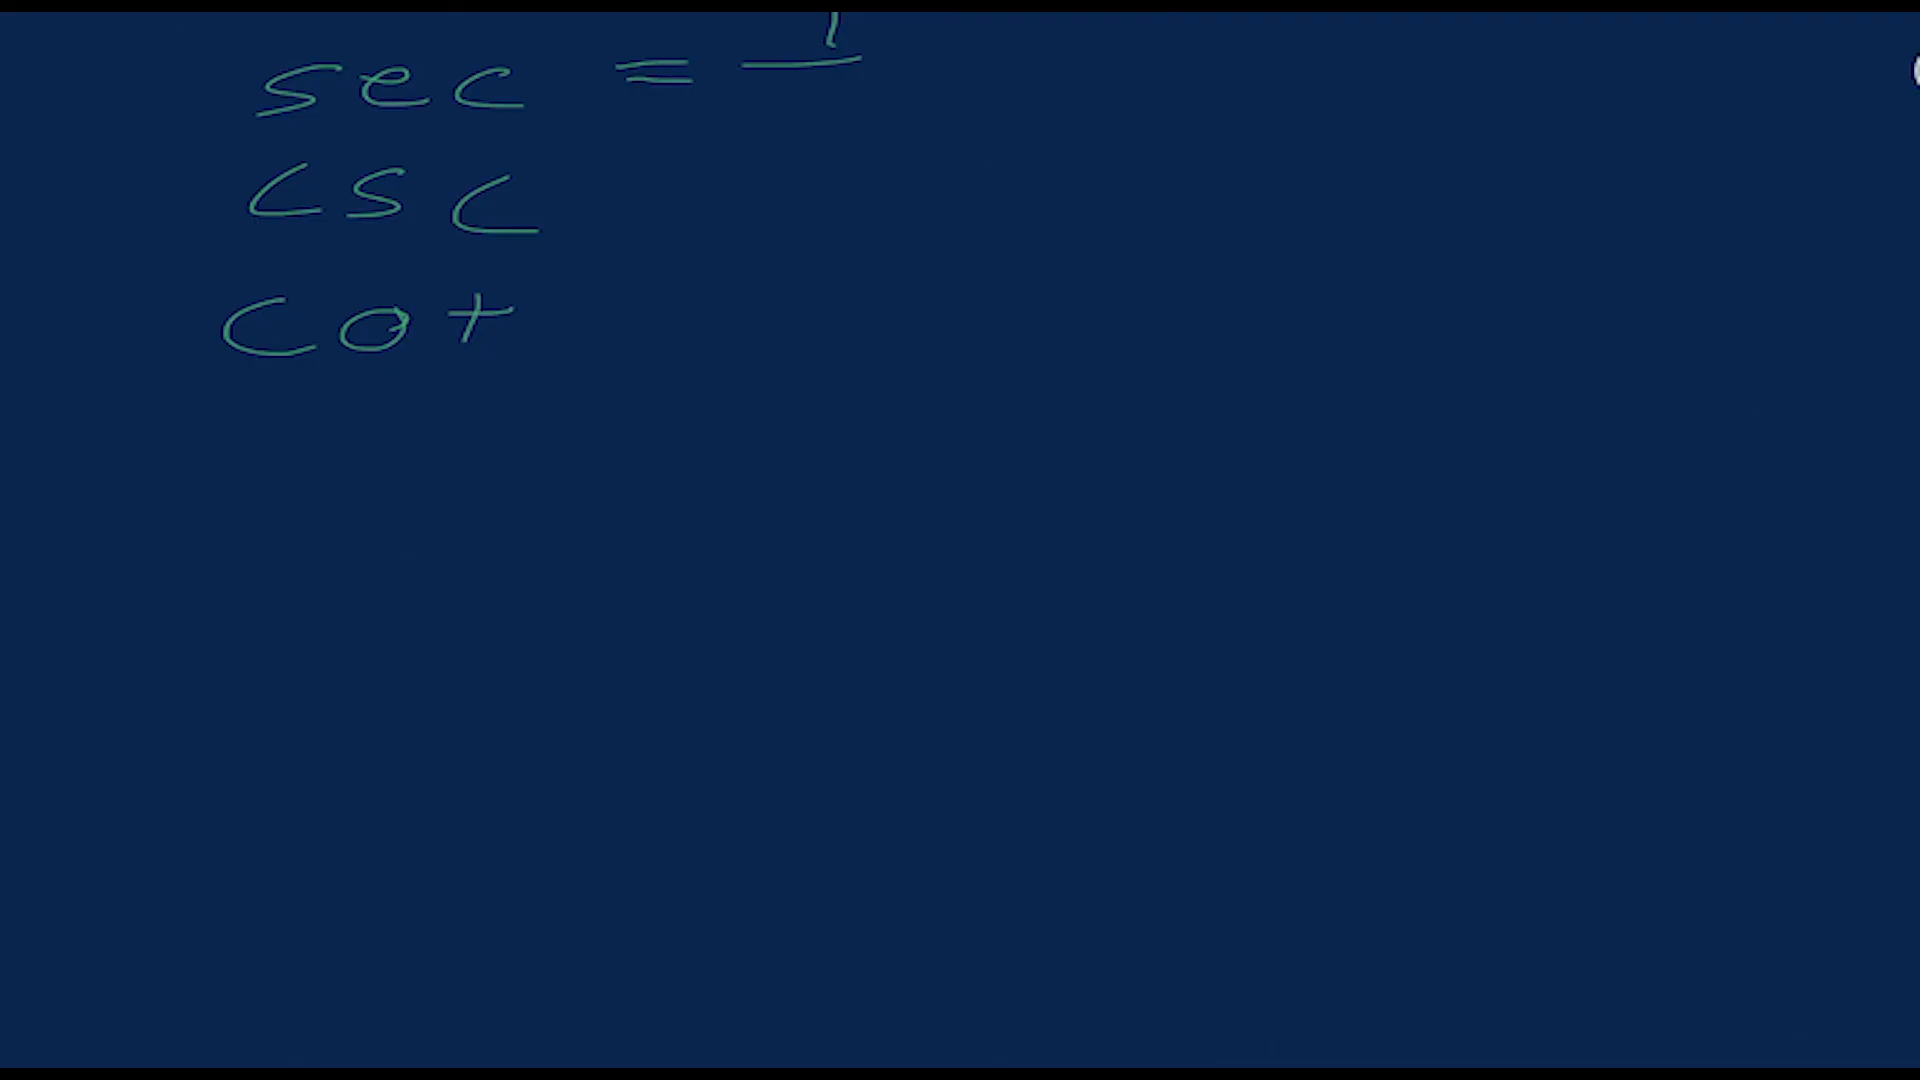 sec = 1/
csc
cot